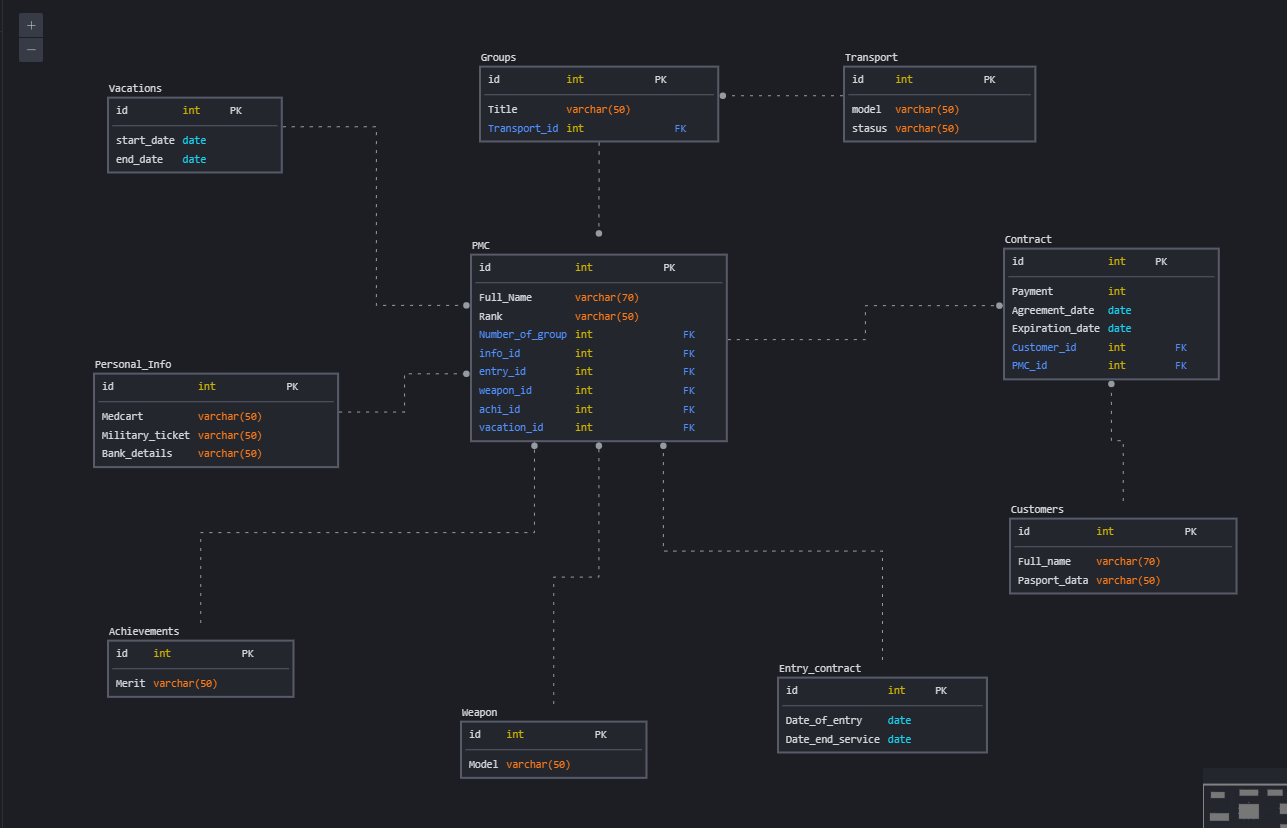 +
−
Vacations
id int PK
start_date date
end_date date
Groups
id int PK
Title varchar(50)
Transport_id int FK
Transport
id int PK
model varchar(50)
stasus varchar(50)
PMC
id int PK
Full_Name varchar(70)
Rank varchar(50)
Number_of_group int FK
info_id int FK
entry_id int FK
weapon_id int FK
achi_id int FK
vacation_id int FK
Contract
id int PK
Payment int
Agreement_date date
Expiration_date date
Customer_id int FK
PMC_id int FK
Personal_Info
id int PK
Medcart varchar(50)
Military_ticket varchar(50)
Bank_details varchar(50)
Customers
id int PK
Full_name varchar(70)
Pasport_data varchar(50)
Achievements
id int PK
Merit varchar(50)
Weapon
id int PK
Model varchar(50)
Entry_contract
id int PK
Date_of_entry date
Date_end_service date